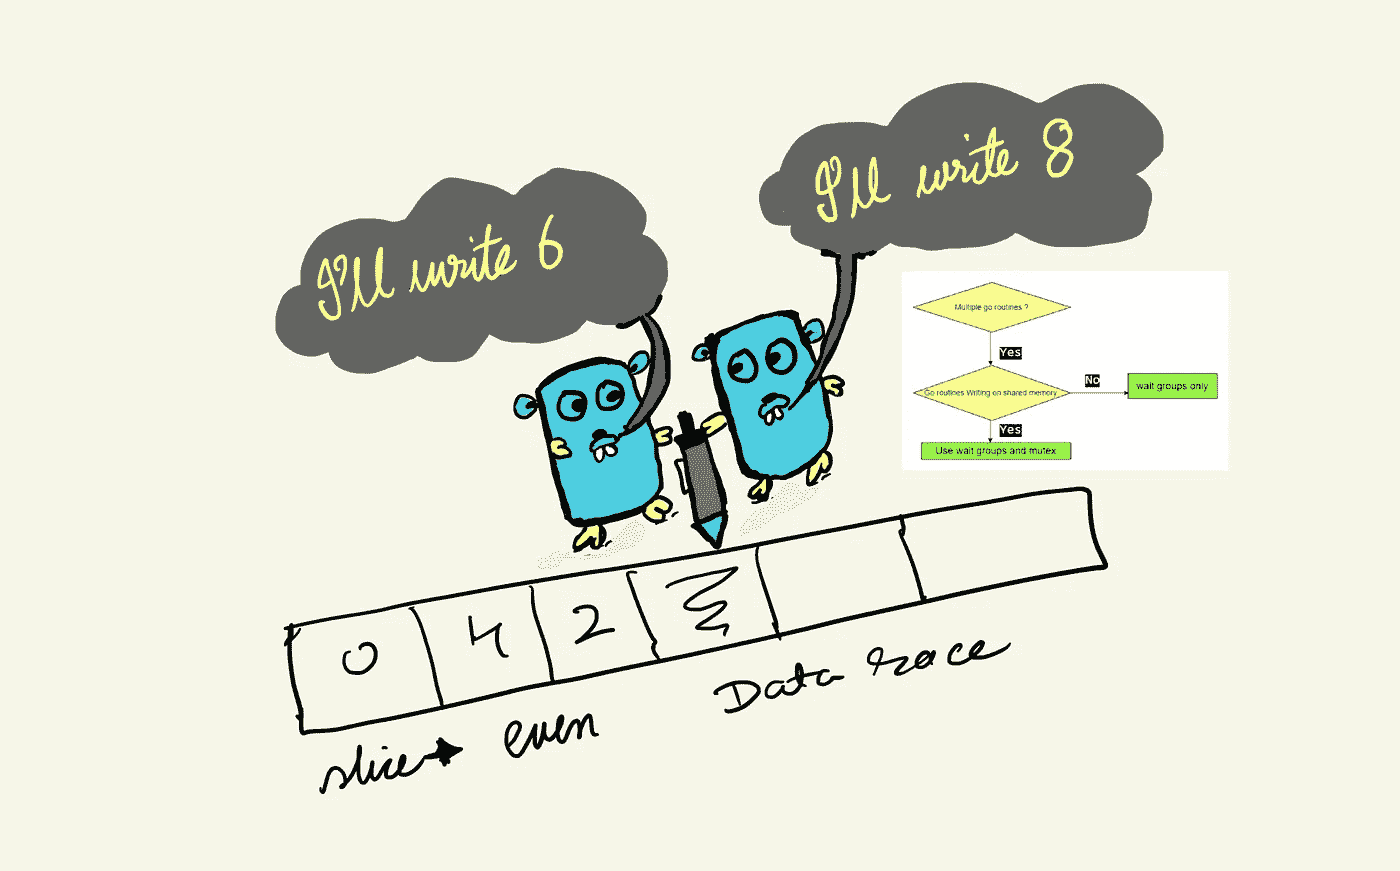 I'll write 6
I'll write 8
Multiple go routines ?
Yes
Go routines Writing on shared memory
No
wait groups only
Yes
Use wait groups and mutex
0 4 2
slice → even
Data race